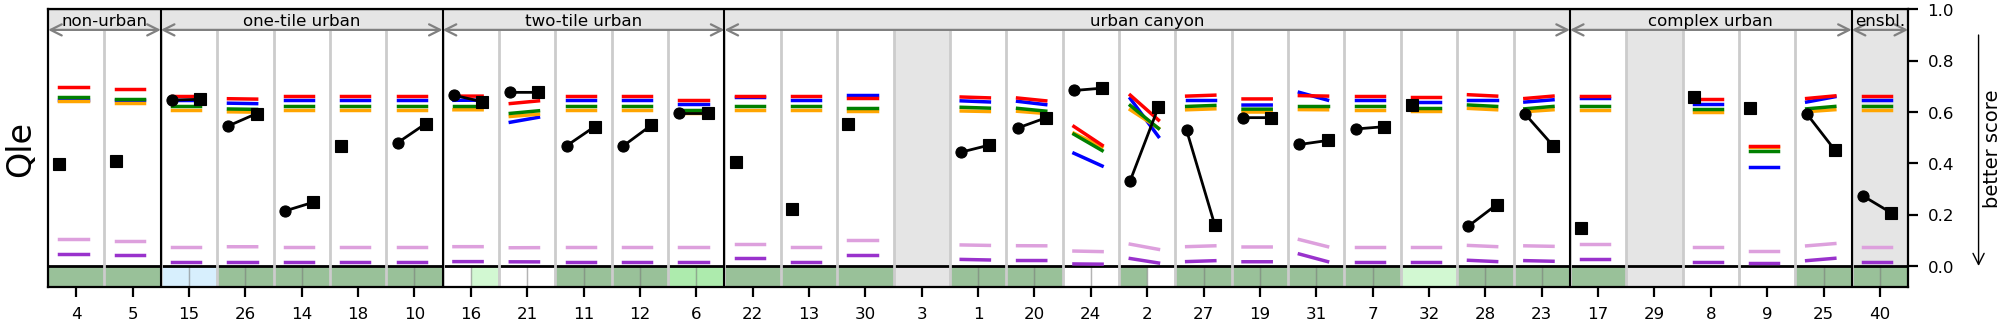 non-urban one-tile urban two-tile urban urban canyon complex urban ensbl.
Qle
1.0
0.8
0.6
0.4
0.2
0.0
better score
4 5 15 26 14 18 10 16 21 11 12 6 22 13 30 3 1 20 24 2 27 19 31 7 32 28 23 17 29 8 9 25 40